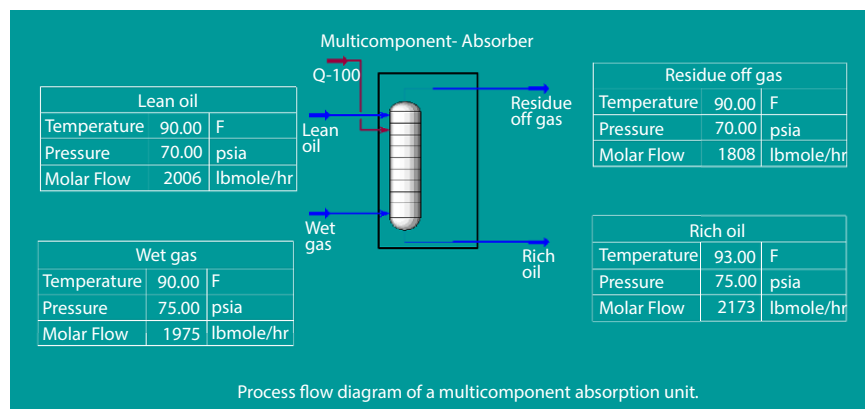 Multicomponent- Absorber
Q-100
Lean oil
Temperature 90.00 F
Pressure 70.00 psia
Molar Flow 2006 lbmole/hr
Lean
oil
Residue
off gas
Residue off gas
Temperature 90.00 F
Pressure 70.00 psia
Molar Flow 1808 lbmole/hr
Wet gas
Temperature 90.00 F
Pressure 75.00 psia
Molar Flow 1975 lbmole/hr
Wet
gas
Rich
oil
Rich oil
Temperature 93.00 F
Pressure 75.00 psia
Molar Flow 2173 lbmole/hr
Process flow diagram of a multicomponent absorption unit.